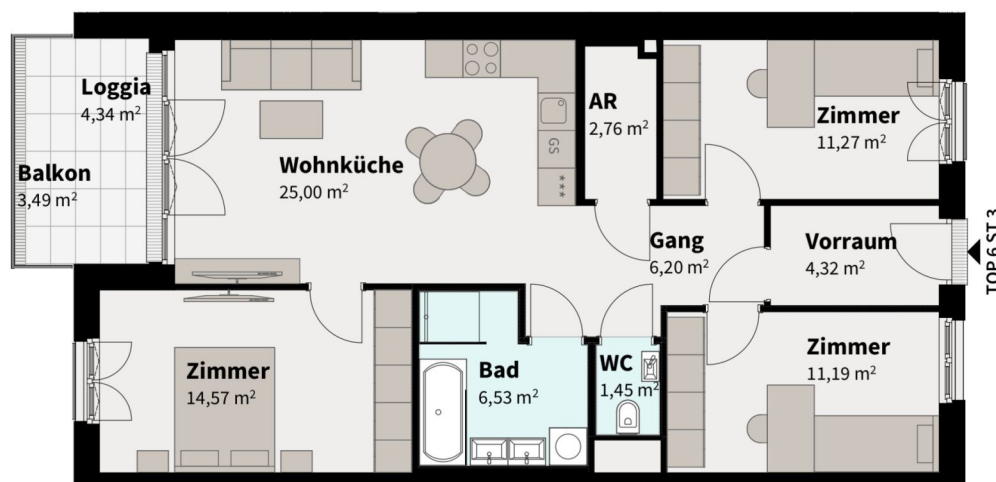 Loggia
4,34 m²
Balkon
3,49 m²
Wohnküche
25,00 m²
GS
***
AR
2,76 m²
Zimmer
11,27 m²
Gang
6,20 m²
Vorraum
4,32 m²
TOP 6 ST 3
Zimmer
14,57 m²
Bad
6,53 m²
WC
1,45 m²
Zimmer
11,19 m²